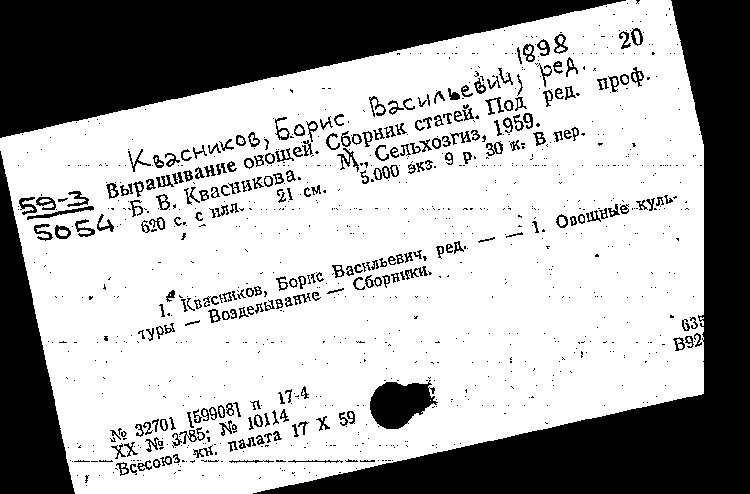 20
Квасников, Борис Васильевич, 1898 ред.
59-3
5054
Выращивание овощей. Сборник статей. Под ред. проф.
Б. В. Квасникова. М., Сельхозгиз, 1959.
620 с. с илл. 21 см. 5.000 экз. 9 р. 30 к. В пер.
1. Квасников, Борис Васильевич, ред. — — 1. Овощные куль-
туры — Возделывание — Сборники.
635
В92
№ 32701 [59908] п 17-4
XX № 3785; № 10114
Всесоюз. кн. палата 17 X 59